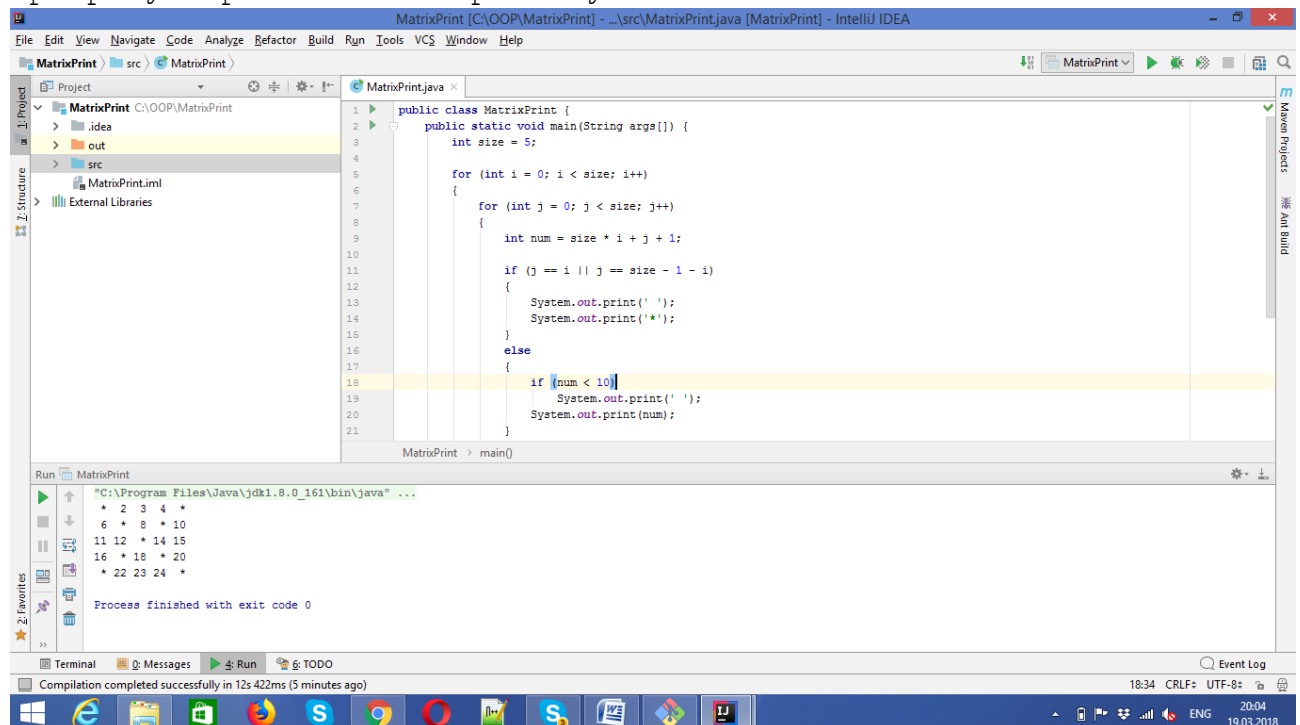 MatrixPrint [C:\OOP\MatrixPrint] - ...\src\MatrixPrint.java [MatrixPrint] - IntelliJ IDEA
File Edit View Navigate Code Analyze Refactor Build Run Tools VCS Window Help
MatrixPrint src MatrixPrint MatrixPrint
Project MatrixPrint.java
1: Project
7: Structure
2: Favorites
Maven Projects
Ant Build
MatrixPrint C:\OOP\MatrixPrint
.idea
out
src
MatrixPrint.iml
External Libraries
1 public class MatrixPrint {
2 public static void main(String args[]) {
3 int size = 5;
4
5 for (int i = 0; i < size; i++)
6 {
7 for (int j = 0; j < size; j++)
8 {
9 int num = size * i + j + 1;
10
11 if (j == i || j == size - 1 - i)
12 {
13 System.out.print(' ');
14 System.out.print('*');
15 }
16 else
17 {
18 if (num < 10)
19 System.out.print(' ');
20 System.out.print(num);
21 }
MatrixPrint › main()
Run MatrixPrint
"C:\Program Files\Java\jdk1.8.0_161\bin\java" ...
* 2 3 4 *
6 * 8 * 10
11 12 * 14 15
16 * 18 * 20
* 22 23 24 *
Process finished with exit code 0
Terminal 0: Messages 4: Run 6: TODO Event Log
Compilation completed successfully in 12s 422ms (5 minutes ago) 18:34 CRLF÷ UTF-8÷
ENG 20:04
19.03.2018